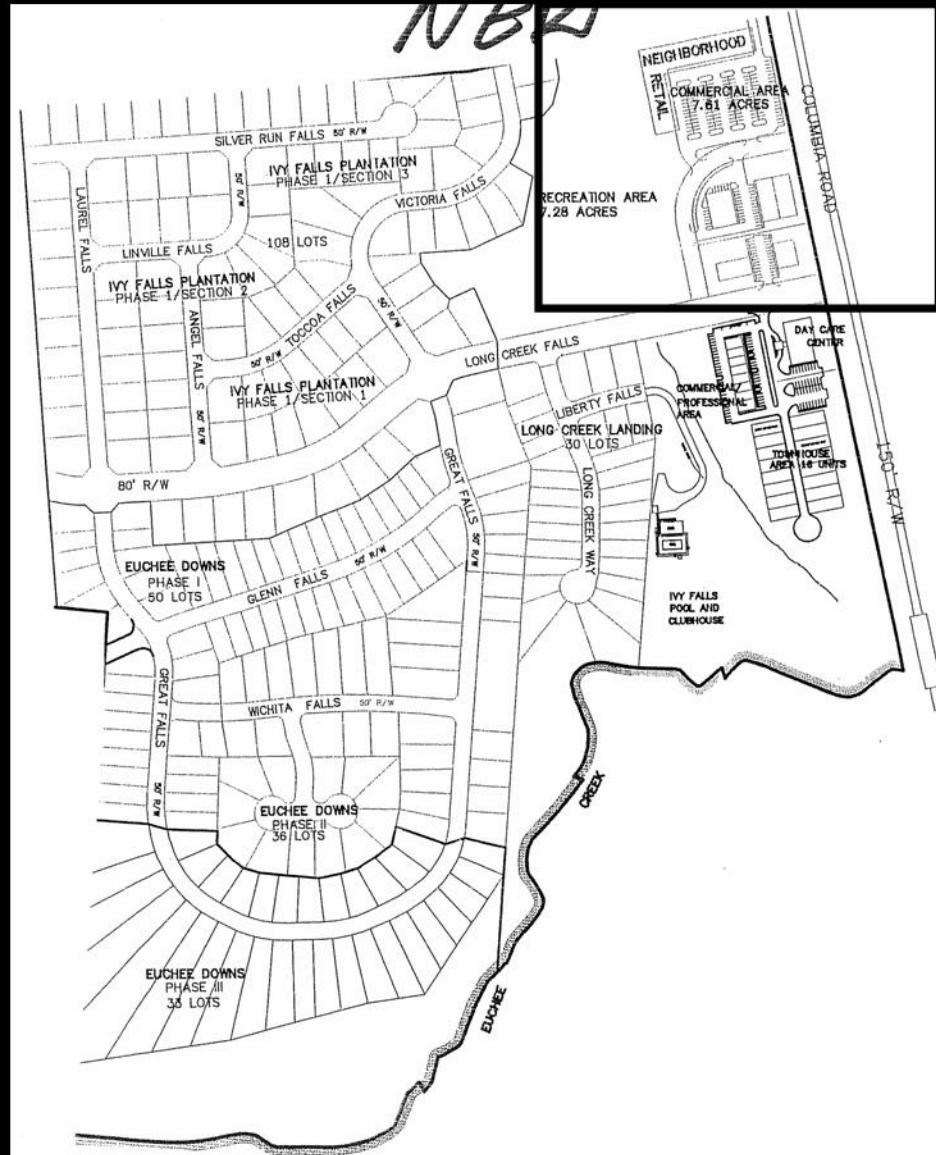 NBR
NEIGHBORHOOD
RETAIL
COMMERCIAL AREA
7.61 ACRES
COLUMBIA ROAD
SILVER RUN FALLS 50' R/W
IVY FALLS PLANTATION
PHASE 1/SECTION 3
50' R/W
VICTORIA FALLS
RECREATION AREA
7.28 ACRES
LAUREL FALLS
108 LOTS
LINVILLE FALLS
IVY FALLS PLANTATION
PHASE 1/SECTION 2
ANGEL FALLS
50' R/W
50' R/W TOCCOA FALLS
R/W
LONG CREEK FALLS
DAY CARE
CENTER
IVY FALLS PLANTATION
PHASE 1/SECTION 1
COMMERCIAL/
PROFESSIONAL
AREA
LIBERTY FALLS
LONG CREEK LANDING
30 LOTS
TOWNHOUSE
AREA 16 UNITS
150' R/W
80' R/W
GREAT FALLS
50' R/W
LONG CREEK WAY
EUCHEE DOWNS
PHASE I
50 LOTS
GLENN FALLS 50' R/W
IVY FALLS
POOL AND
CLUBHOUSE
GREAT FALLS
50' R/W
WICHITA FALLS 50' R/W
EUCHEE DOWNS
PHASE II
36 LOTS
EUCHEE CREEK
EUCHEE DOWNS
PHASE III
33 LOTS